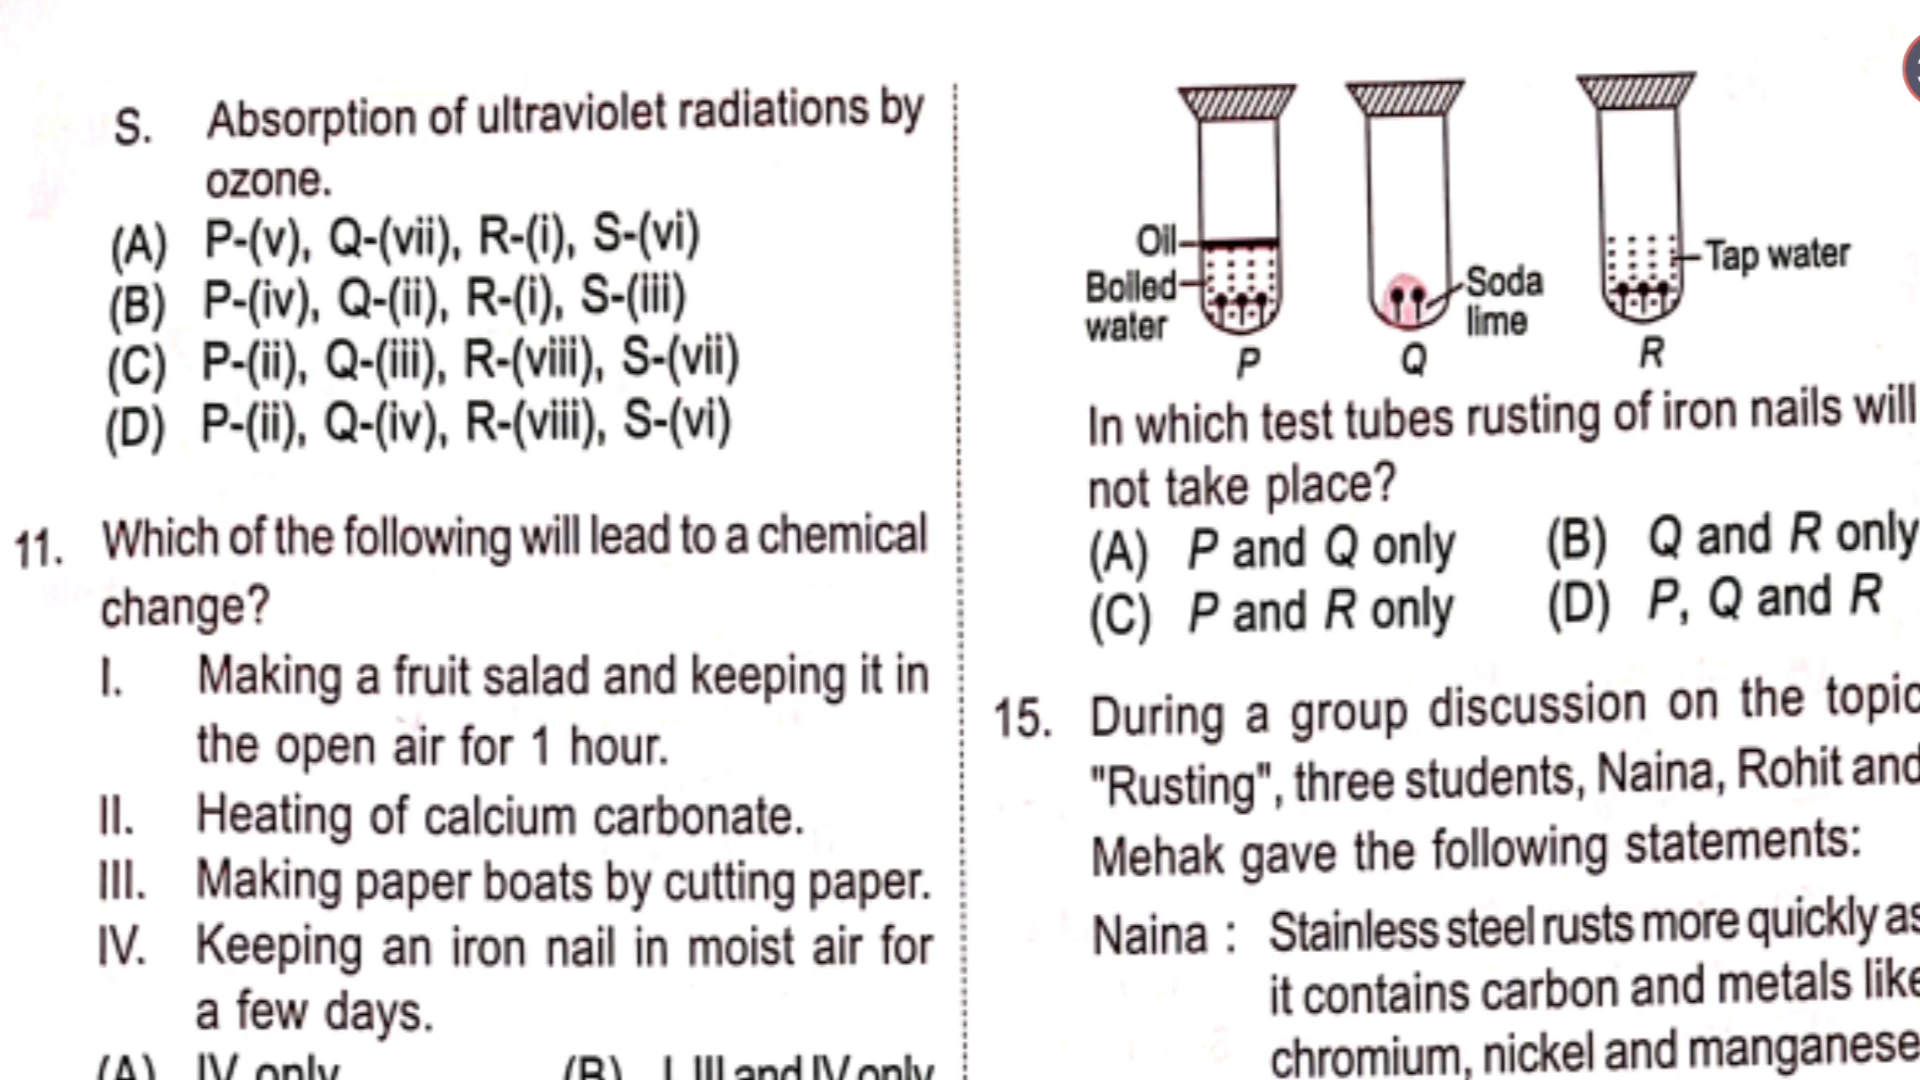 S. Absorption of ultraviolet radiations by
ozone.
(A) P-(v), Q-(vii), R-(i), S-(vi)
(B) P-(iv), Q-(ii), R-(i), S-(iii)
(C) P-(ii), Q-(iii), R-(viii), S-(vii)
(D) P-(ii), Q-(iv), R-(viii), S-(vi)
11. Which of the following will lead to a chemical
change?
I. Making a fruit salad and keeping it in
the open air for 1 hour.
II. Heating of calcium carbonate.
III. Making paper boats by cutting paper.
IV. Keeping an iron nail in moist air for
a few days.
(A) IV only (B) I, III and IV only
Oil
Boiled
water
Soda
lime
Tap water
P Q R
In which test tubes rusting of iron nails will
not take place?
(A) P and Q only (B) Q and R only
(C) P and R only (D) P, Q and R
15. During a group discussion on the topic
"Rusting", three students, Naina, Rohit and
Mehak gave the following statements:
Naina : Stainless steel rusts more quickly as
it contains carbon and metals like
chromium, nickel and manganese